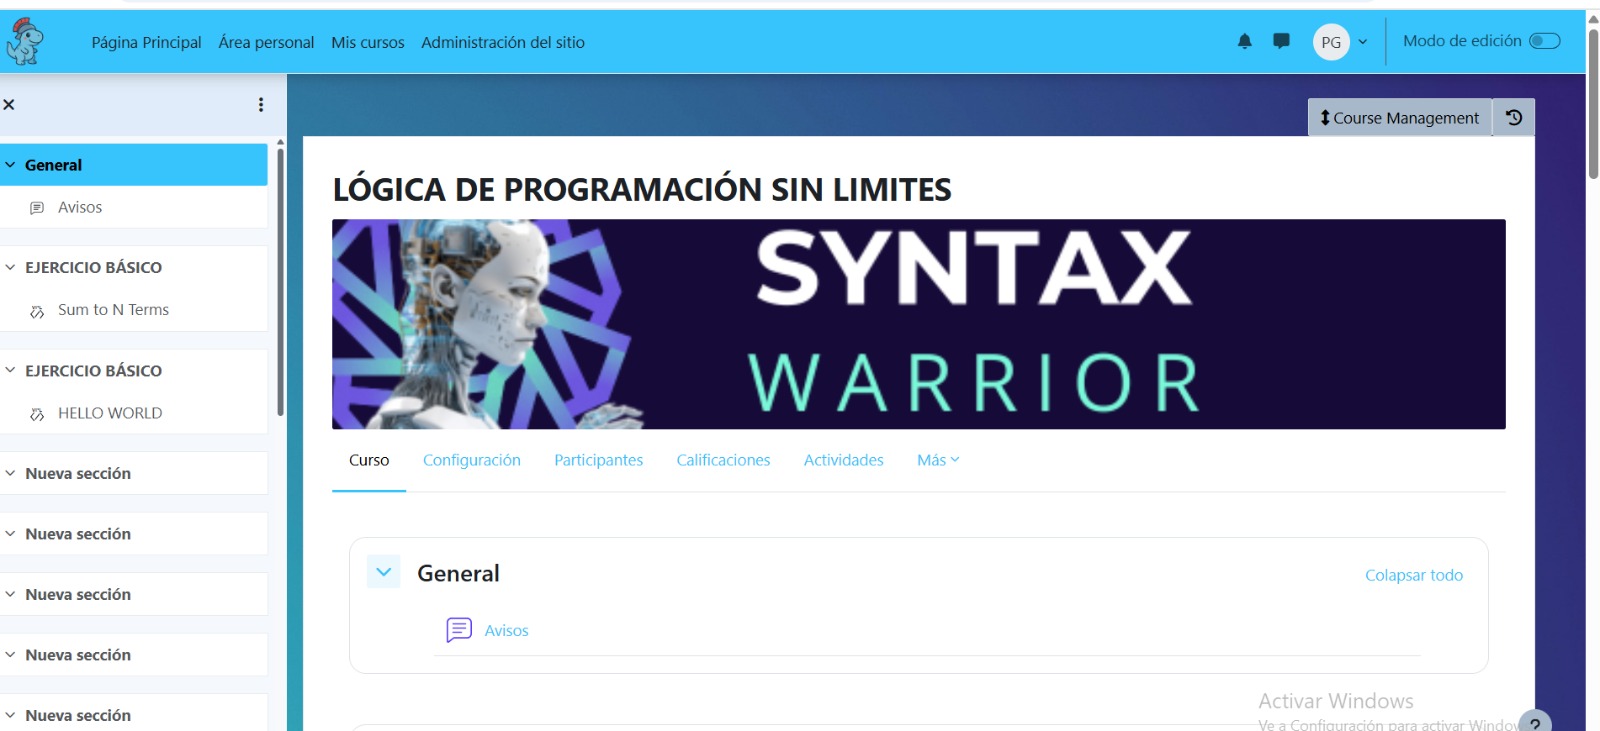 Página Principal Área personal Mis cursos Administración del sitio PG Modo de edición
Course Management
General
Avisos
EJERCICIO BÁSICO
Sum to N Terms
EJERCICIO BÁSICO
HELLO WORLD
Nueva sección
Nueva sección
Nueva sección
Nueva sección
Nueva sección
LÓGICA DE PROGRAMACIÓN SIN LIMITES
SYNTAX
WARRIOR
Curso Configuración Participantes Calificaciones Actividades Más
General Colapsar todo
Avisos
Activar Windows
Ve a Configuración para activar Window
?